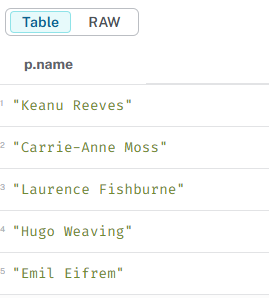 Table RAW
p.name
1 "Keanu Reeves"
2 "Carrie-Anne Moss"
3 "Laurence Fishburne"
4 "Hugo Weaving"
5 "Emil Eifrem"